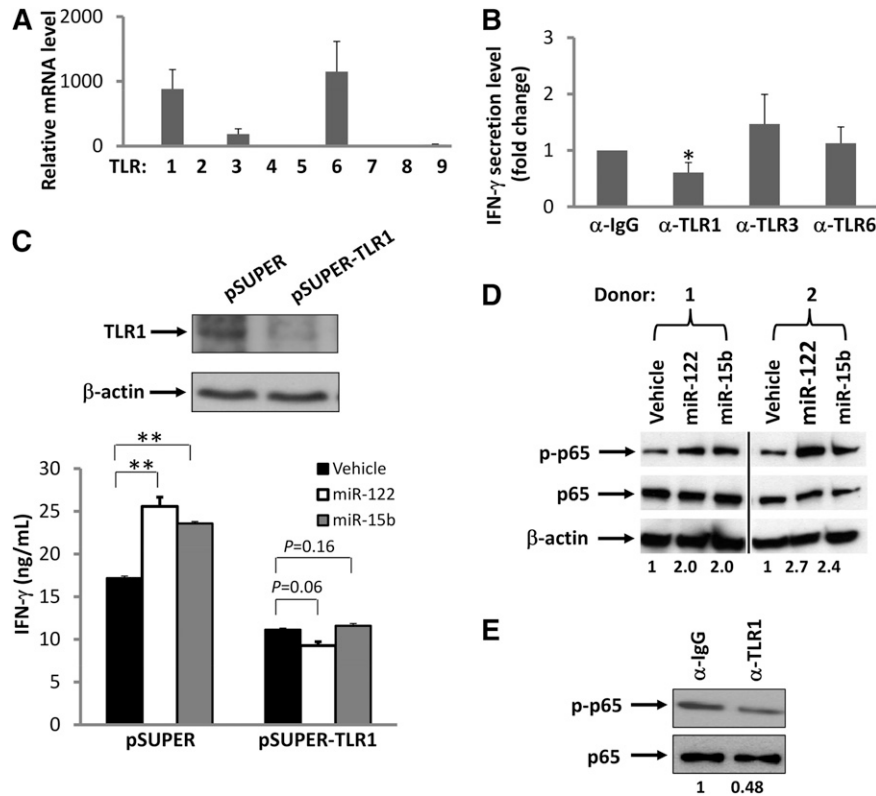 A
Relative mRNA level
2000
1000
0
TLR: 1 2 3 4 5 6 7 8 9
B
IFN-γ secretion level
(fold change)
3
2
1
0
*
α-IgG α-TLR1 α-TLR3 α-TLR6
C
pSUPER pSUPER-TLR1
TLR1
β-actin
IFN-γ (ng/mL)
30
25
20
15
10
5
0
**
**
Vehicle
miR-122
miR-15b
P=0.16
P=0.06
pSUPER pSUPER-TLR1
D
Donor: 1 2
Vehicle miR-122 miR-15b Vehicle miR-122 miR-15b
p-p65
p65
β-actin
1 2.0 2.0 1 2.7 2.4
E
α-IgG α-TLR1
p-p65
p65
1 0.48